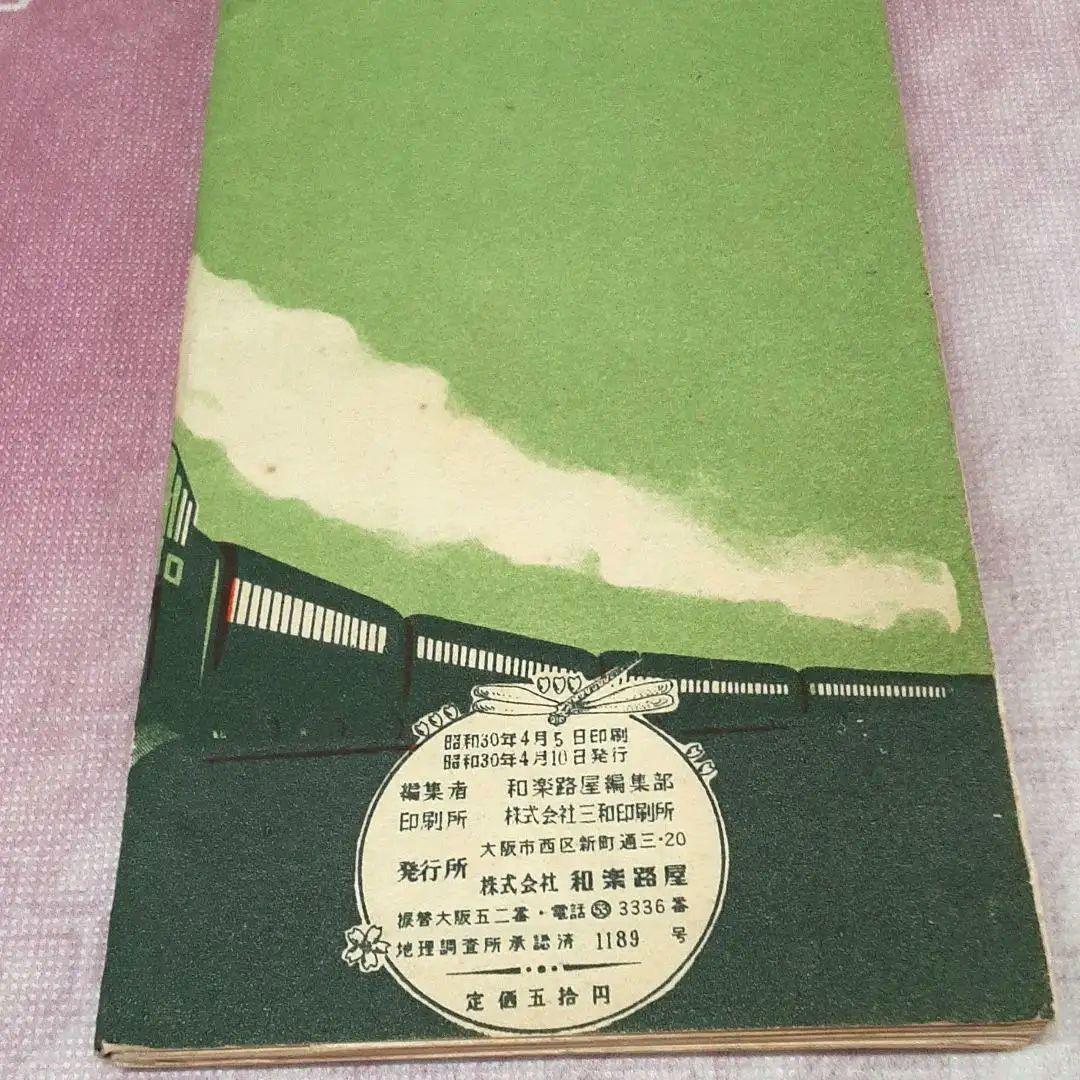 昭和30年4月5日印刷
昭和30年4月10日発行
編集者 和楽路屋編集部
印刷所 株式会社三和印刷所
発行所 大阪市西区新町通三・20
株式会社 和楽路屋
振替大阪五二番・電話53 3336番
地理調査所承認済 1189 号
定価五拾円